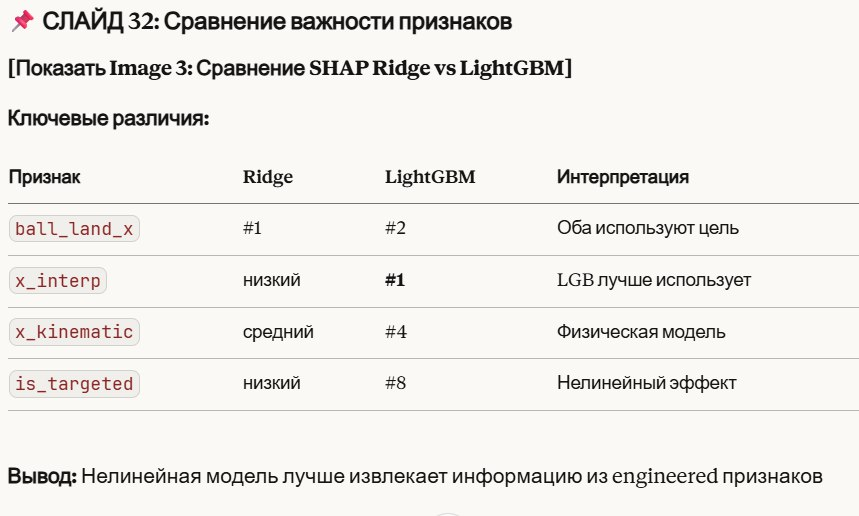 📌 СЛАЙД 32: Сравнение важности признаков
[Показать Image 3: Сравнение SHAP Ridge vs LightGBM]
Ключевые различия:
Признак Ridge LightGBM Интерпретация
ball_land_x #1 #2 Оба используют цель
x_interp низкий #1 LGB лучше использует
x_kinematic средний #4 Физическая модель
is_targeted низкий #8 Нелинейный эффект
Вывод: Нелинейная модель лучше извлекает информацию из engineered признаков